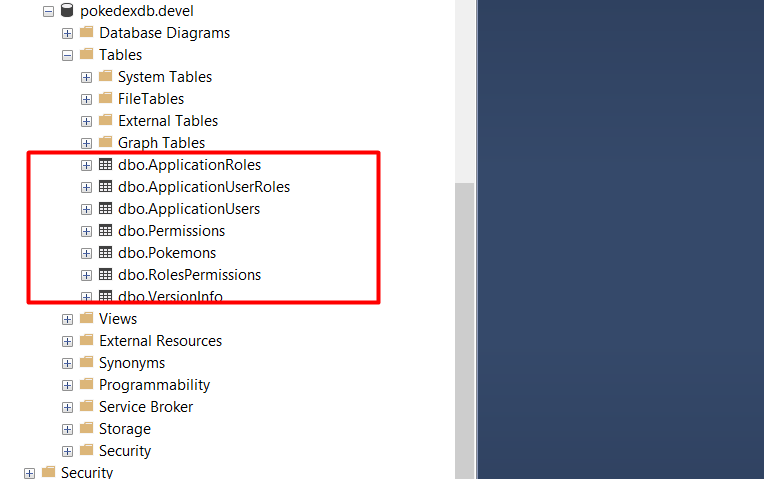 pokedexdb.devel
Database Diagrams
Tables
System Tables
FileTables
External Tables
Graph Tables
dbo.ApplicationRoles
dbo.ApplicationUserRoles
dbo.ApplicationUsers
dbo.Permissions
dbo.Pokemons
dbo.RolesPermissions
dbo.VersionInfo
Views
External Resources
Synonyms
Programmability
Service Broker
Storage
Security
Security